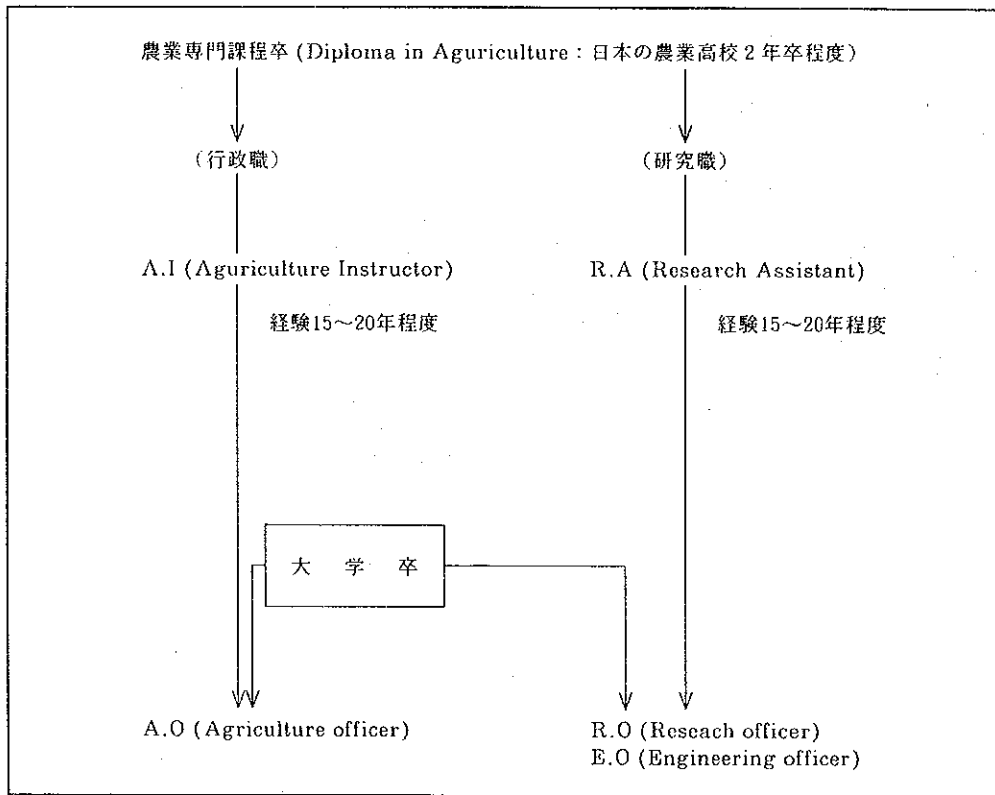 農業専門課程卒 (Diploma in Aguriculture : 日本の農業高校2年卒程度)
(行政職)
(研究職)
A.I (Aguriculture Instructor)
R.A (Research Assistant)
経験15～20年程度
経験15～20年程度
大学卒
A.O (Agriculture officer)
R.O (Reseach officer)
E.O (Engineering officer)